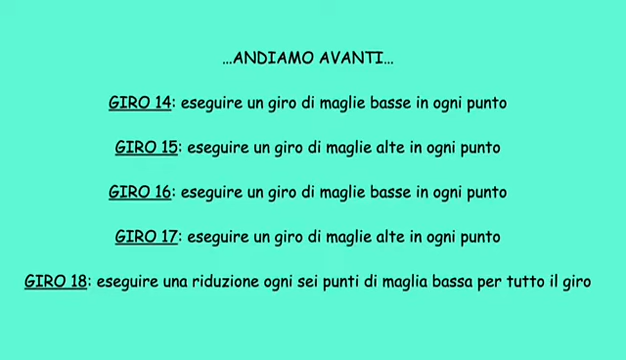 ...ANDIAMO AVANTI...
GIRO 14: eseguire un giro di maglie basse in ogni punto
GIRO 15: eseguire un giro di maglie alte in ogni punto
GIRO 16: eseguire un giro di maglie basse in ogni punto
GIRO 17: eseguire un giro di maglie alte in ogni punto
GIRO 18: eseguire una riduzione ogni sei punti di maglia bassa per tutto il giro